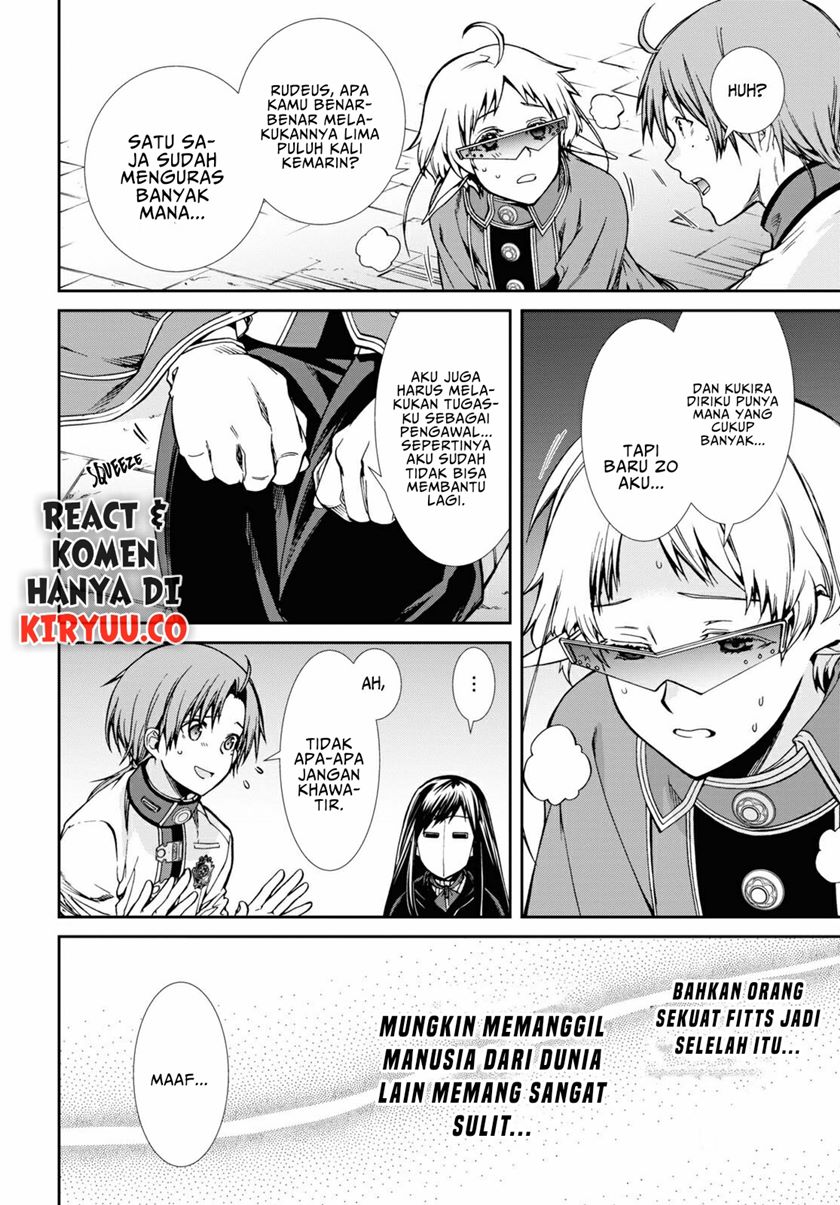 HUH?
RUDEUS, APA
KAMU BENAR-
BENAR MELA-
KUKANNYA LIMA
PULUH KALI
KEMARIN?
SATU SA-
JA SUDAH
MENGURAS
BANYAK
MANA...
DAN KUKIRA
DIRIKU PUNYA
MANA YANG
CUKUP
BANYAK...
TAPI
BARU 20
AKU...
AKU JUGA
HARUS MELA-
KUKAN TUGAS-
KU SEBAGAI
PENGAWAL...
SEPERTINYA
AKU SUDAH
TIDAK BISA
MEMBANTU
LAGI.
SQUEEZE
REACT &
KOMEN
HANYA DI
KIRYUU.CO
...
AH,
TIDAK
APA-APA
JANGAN
KHAWA-
TIR.
BAHKAN ORANG
SEKUAT FITTS JADI
SELELAH ITU...
MUNGKIN MEMANGGIL
MANUSIA DARI DUNIA
LAIN MEMANG SANGAT
SULIT...
MAAF...